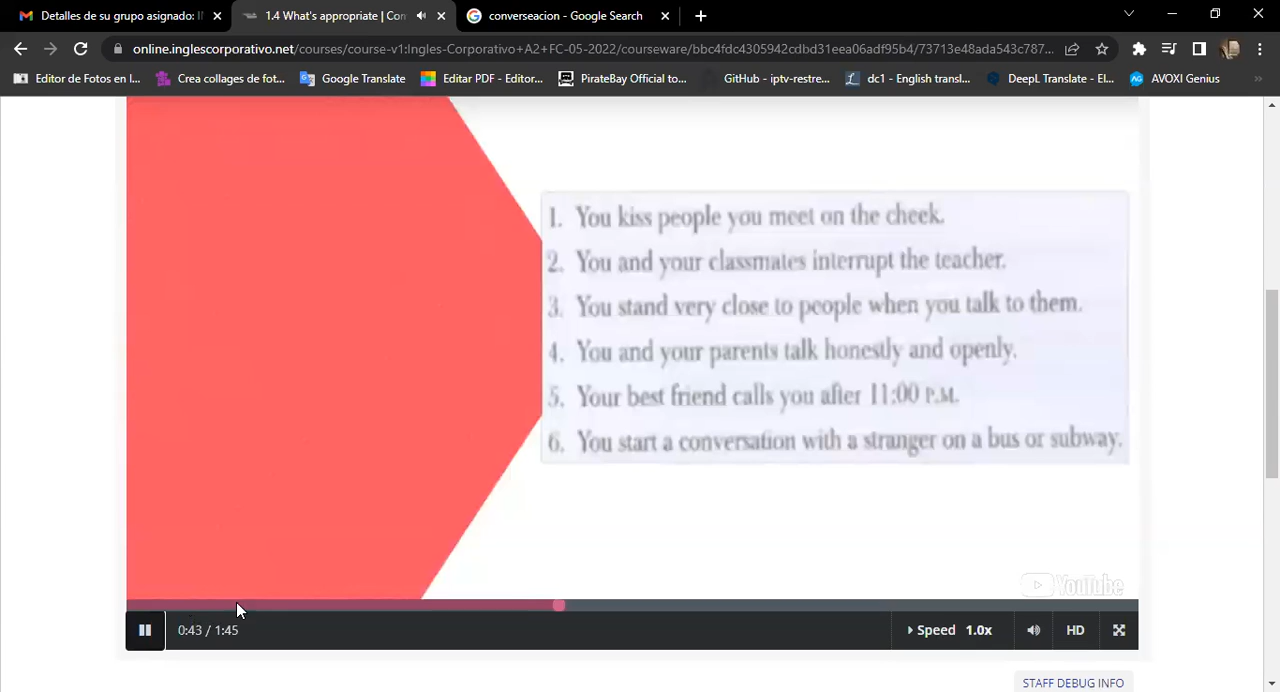 Detalles de su grupo asignado: I
1.4 What's appropriate | Con
converseacion - Google Search
online.inglescorporativo.net/courses/course-v1:Ingles-Corporativo+A2+FC-05-2022/courseware/bbc4fdc4305942cdbd31eea06adf95b4/73713e48ada543c787...
Editor de Fotos en l...
Crea collages de fot...
Google Translate
Editar PDF - Editor...
PirateBay Official to...
GitHub - iptv-restre...
dc1 - English transl...
DeepL Translate - El...
AVOXI Genius
»
1. You kiss people you meet on the cheek.
2. You and your classmates interrupt the teacher.
3. You stand very close to people when you talk to them.
4. You and your parents talk honestly and openly.
5. Your best friend calls you after 11:00 P.M.
6. You start a conversation with a stranger on a bus or subway.
YouTube
0:43 / 1:45
Speed 1.0x
HD
STAFF DEBUG INFO